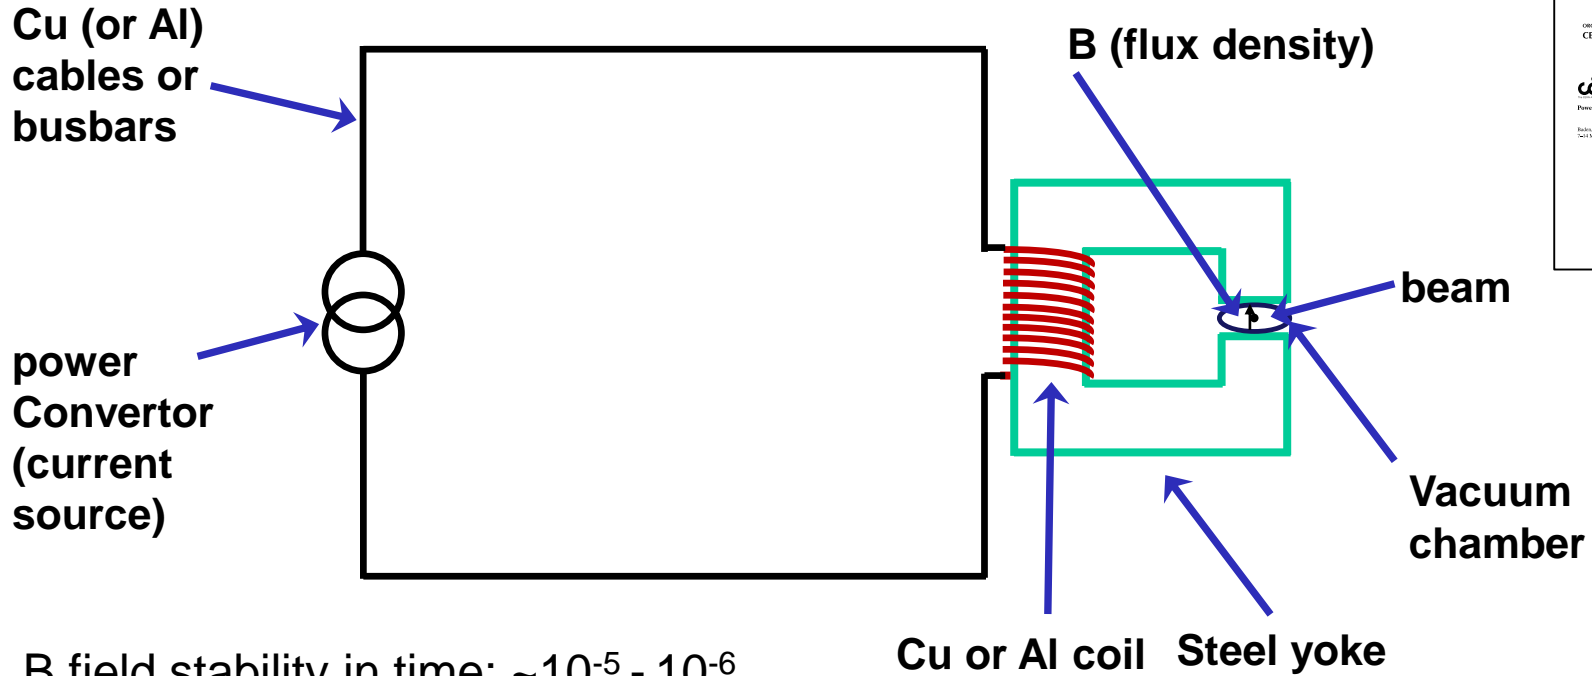 Cu (or Al)
cables or
busbars
B (flux density)
beam
power
Convertor
(current
source)
Vacuum
chamber
Cu or Al coil
Steel yoke
B field stability in time: ~10⁻⁵ - 10⁻⁶